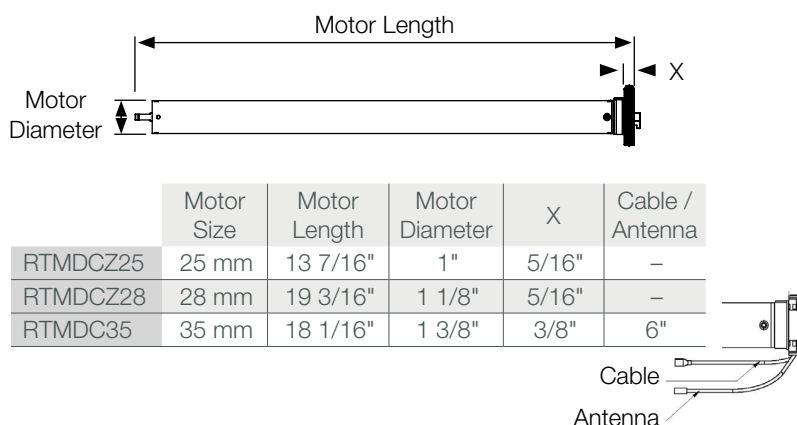 Motor Length
X
Motor
Diameter
Motor Size Motor Length Motor Diameter X Cable / Antenna
RTMDCZ25 25 mm 13 7/16" 1" 5/16" –
RTMDCZ28 28 mm 19 3/16" 1 1/8" 5/16" –
RTMDC35 35 mm 18 1/16" 1 3/8" 3/8" 6"
Cable
Antenna